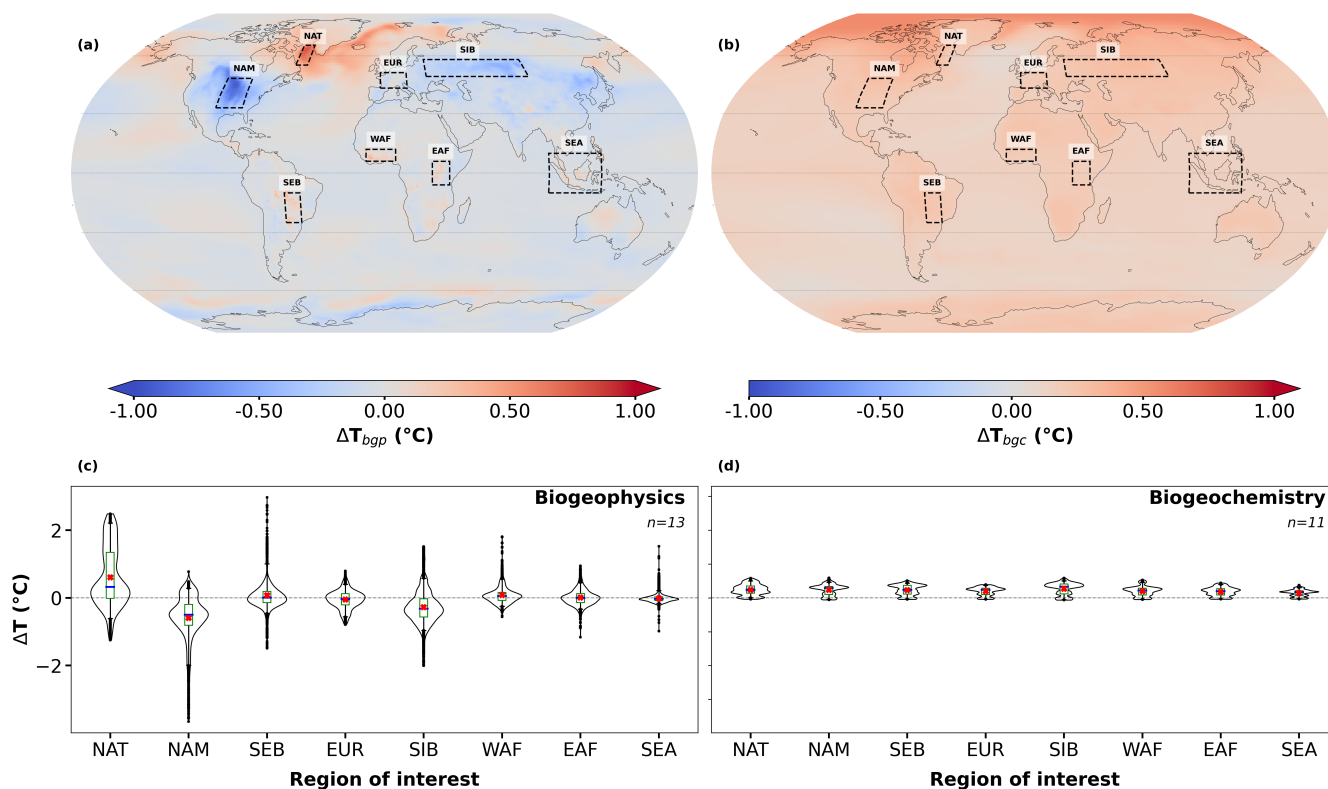 (a)
NAT
SIB
EUR
NAM
WAF
EAF
SEA
SEB
-1.00 -0.50 0.00 0.50 1.00
ΔT_bgp (°C)
(b)
NAT
SIB
EUR
NAM
WAF
EAF
SEA
SEB
-1.00 -0.50 0.00 0.50 1.00
ΔT_bgc (°C)
(c)
Biogeophysics
n=13
2
0
−2
ΔT (°C)
NAT NAM SEB EUR SIB WAF EAF SEA
Region of interest
(d)
Biogeochemistry
n=11
NAT NAM SEB EUR SIB WAF EAF SEA
Region of interest